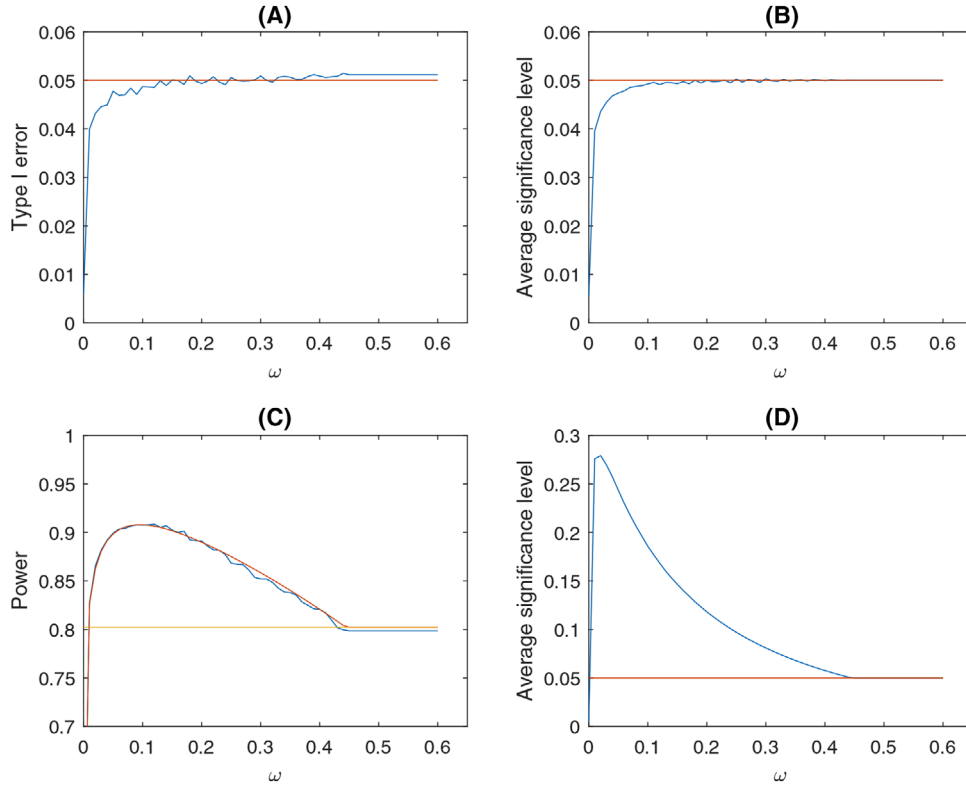 (A)
Type I error
0.06
0.05
0.04
0.03
0.02
0.01
0
0 0.1 0.2 0.3 0.4 0.5 0.6
ω
(B)
Average significance level
0.06
0.05
0.04
0.03
0.02
0.01
0
0 0.1 0.2 0.3 0.4 0.5 0.6
ω
(C)
Power
1
0.95
0.9
0.85
0.8
0.75
0.7
0 0.1 0.2 0.3 0.4 0.5 0.6
ω
(D)
Average significance level
0.3
0.25
0.2
0.15
0.1
0.05
0
0 0.1 0.2 0.3 0.4 0.5 0.6
ω